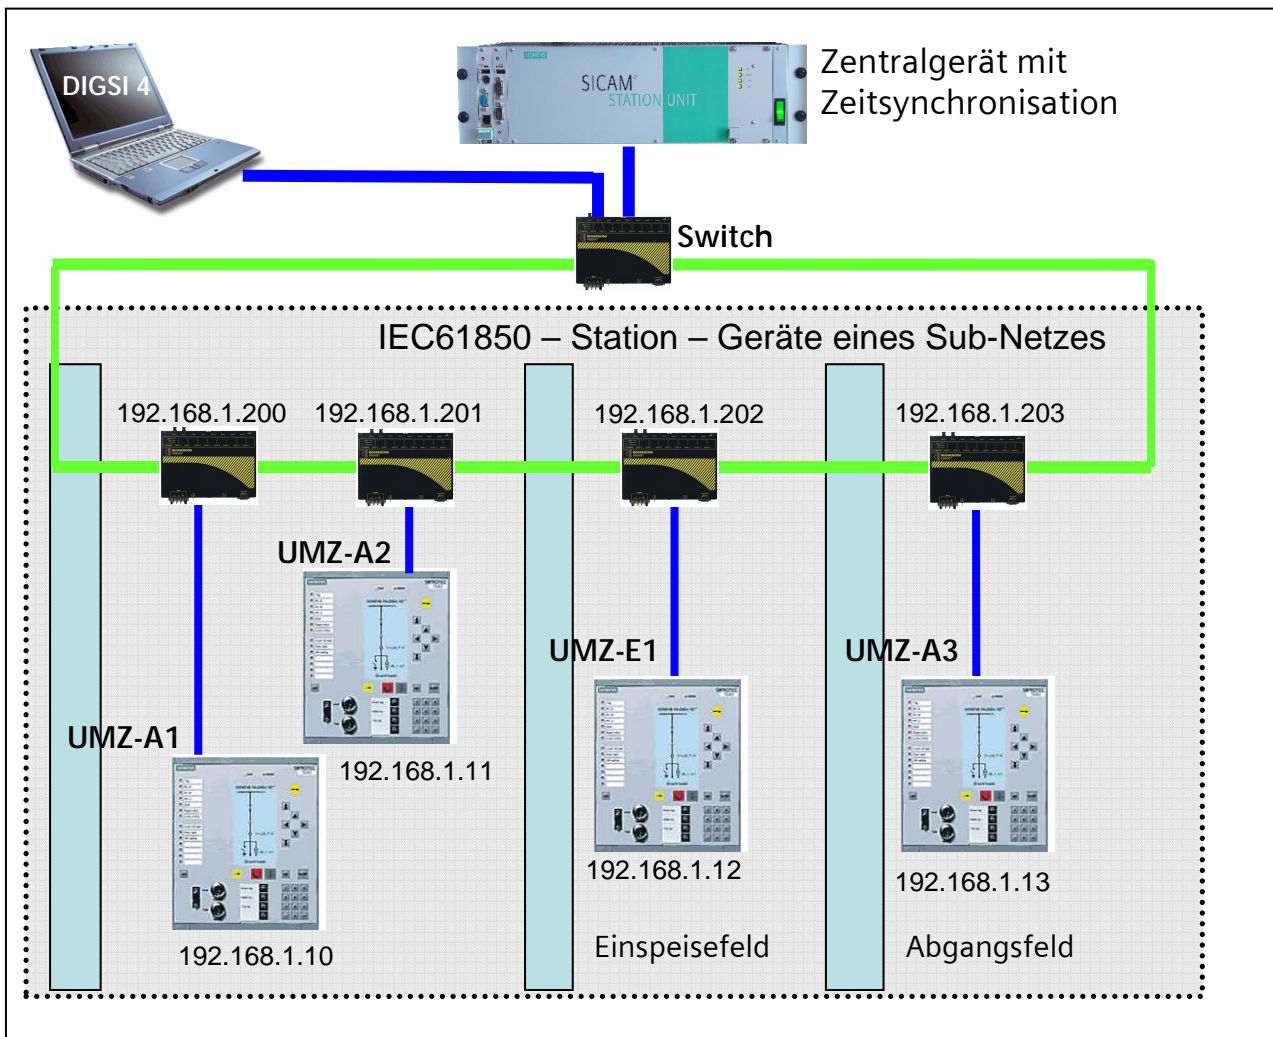 DIGSI 4
SIEMENS
SICAM
STATION UNIT
Zentralgerät mit
Zeitsynchronisation
Switch
IEC61850 – Station – Geräte eines Sub-Netzes
192.168.1.200
192.168.1.201
192.168.1.202
192.168.1.203
UMZ-A2
UMZ-E1
UMZ-A3
UMZ-A1
192.168.1.11
192.168.1.12
192.168.1.13
192.168.1.10
Einspeisefeld
Abgangsfeld